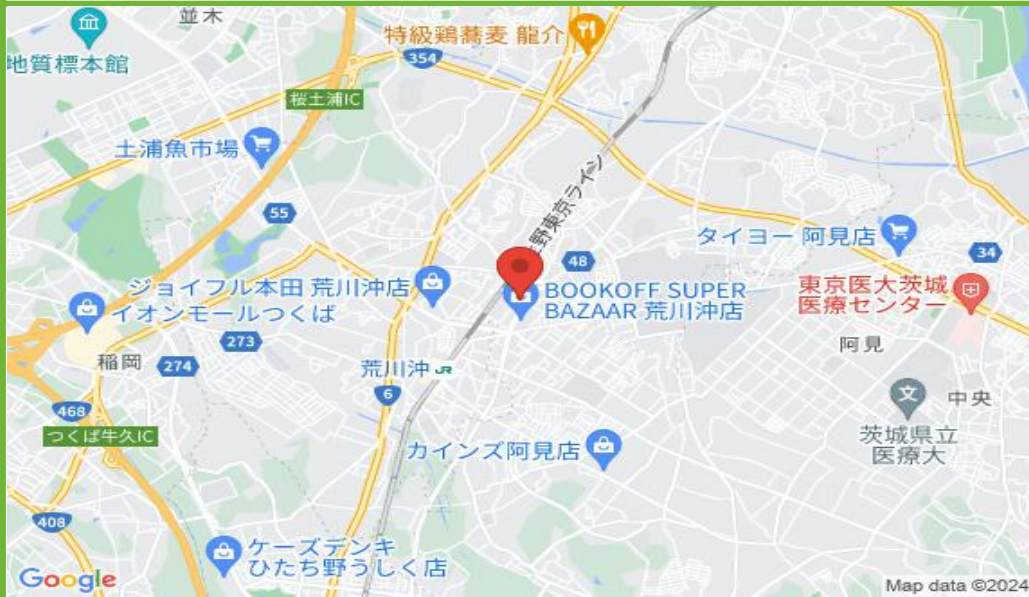 並木
地質標本館
特級鶏蕎麦 龍介
354
桜土浦IC
土浦魚市場
55
野東京ライン
48
タイヨー 阿見店
34
ジョイフル本田 荒川沖店
イオンモールつくば
BOOKOFF SUPER
BAZAAR 荒川沖店
東京医大茨城
医療センター
稲岡
274
273
荒川沖 JR
6
阿見
468
つくば牛久IC
中央
カインズ阿見店
茨城県立
医療大
408
ケーズデンキ
ひたち野うしく店
Google
Map data ©2024